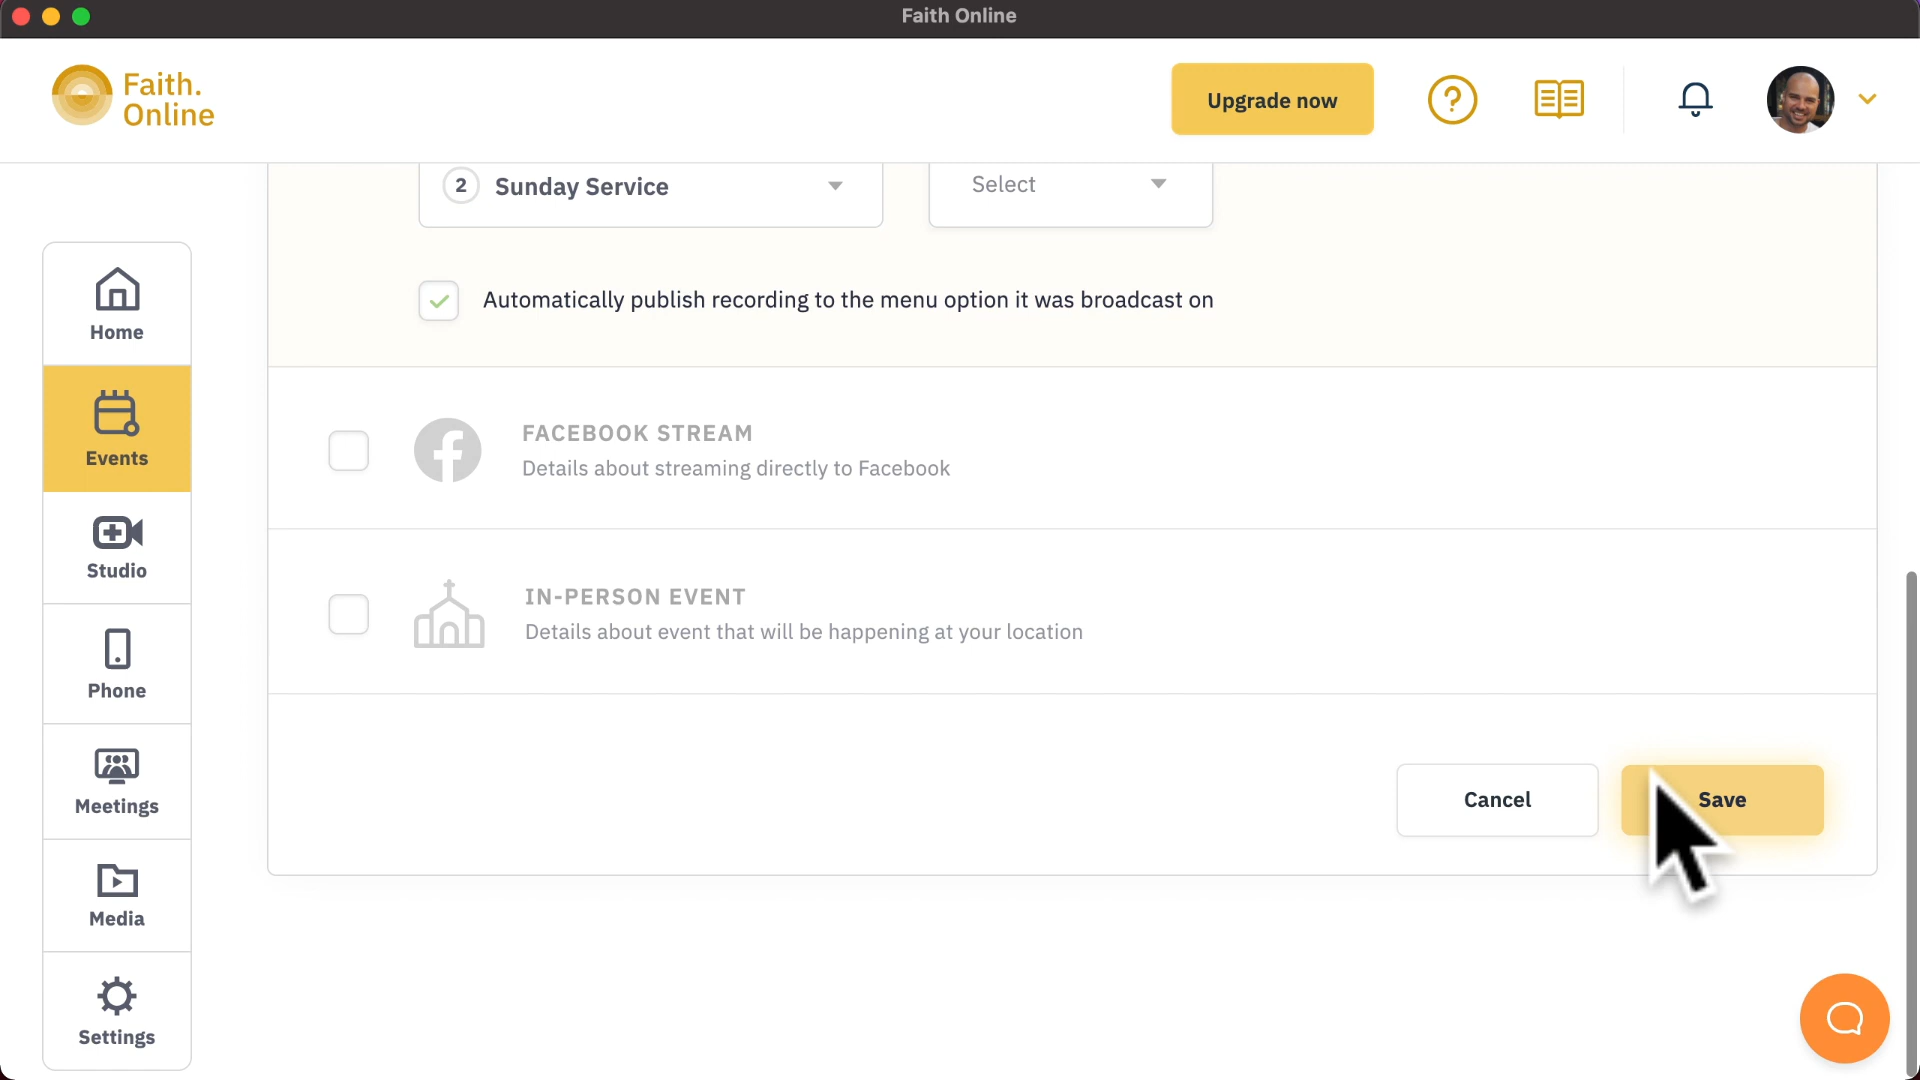 Faith Online
Faith.
Online
Upgrade now
?
2 Sunday Service
Select
Automatically publish recording to the menu option it was broadcast on
Home
Events
Studio
Phone
Meetings
Media
Settings
FACEBOOK STREAM
Details about streaming directly to Facebook
IN-PERSON EVENT
Details about event that will be happening at your location
Cancel
Save